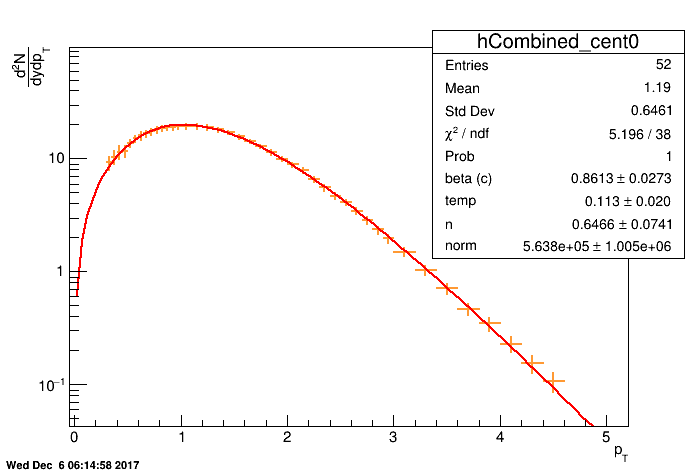 hCombined_cent0
Entries 52
Mean 1.19
Std Dev 0.6461
χ² / ndf 5.196 / 38
Prob 1
beta (c) 0.8613 ± 0.0273
temp 0.113 ± 0.020
n 0.6466 ± 0.0741
norm 5.638e+05 ± 1.005e+06
d²N
dydp_T
10
1
10⁻¹
0 1 2 3 4 5
p_T
Wed Dec 6 06:14:58 2017